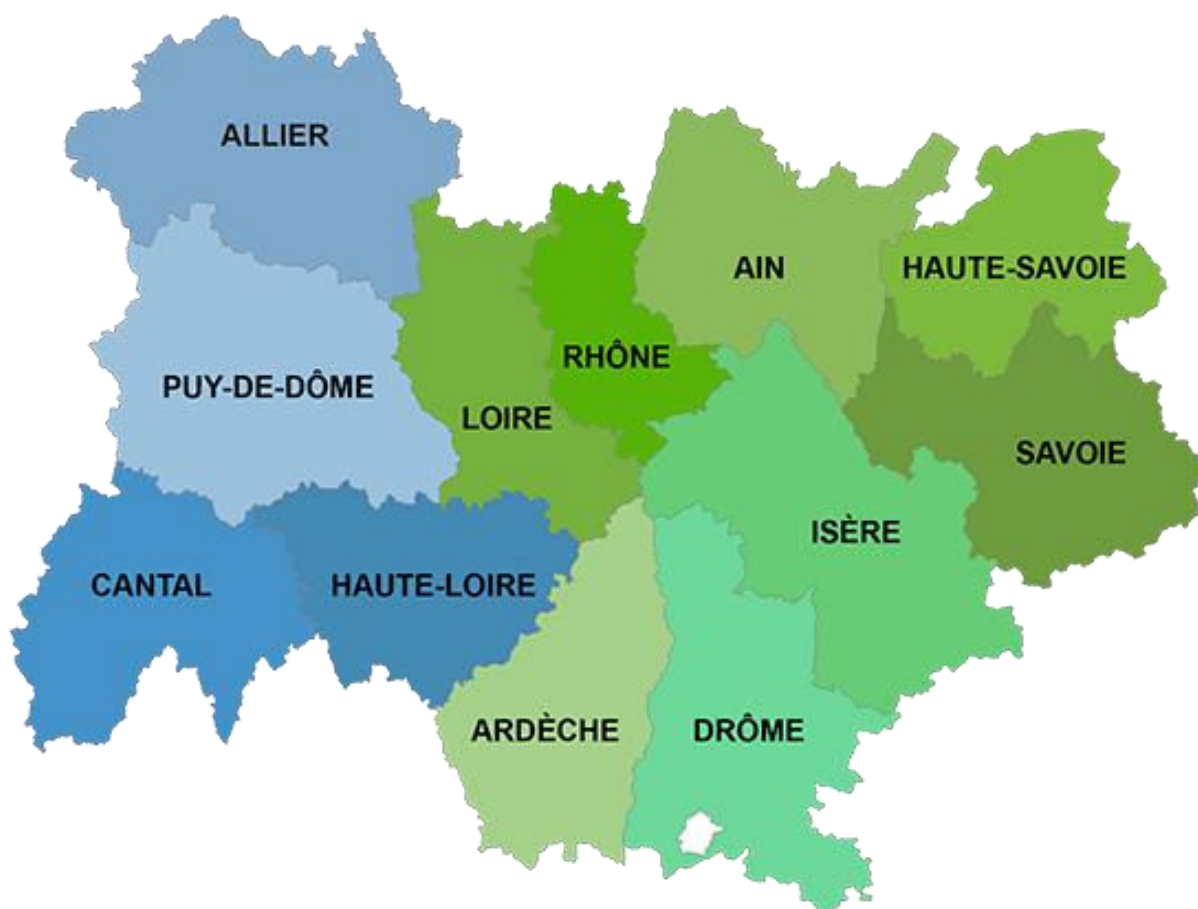 ALLIER
AIN
HAUTE-SAVOIE
RHÔNE
PUY-DE-DÔME
LOIRE
SAVOIE
ISÈRE
CANTAL
HAUTE-LOIRE
ARDÈCHE
DRÔME